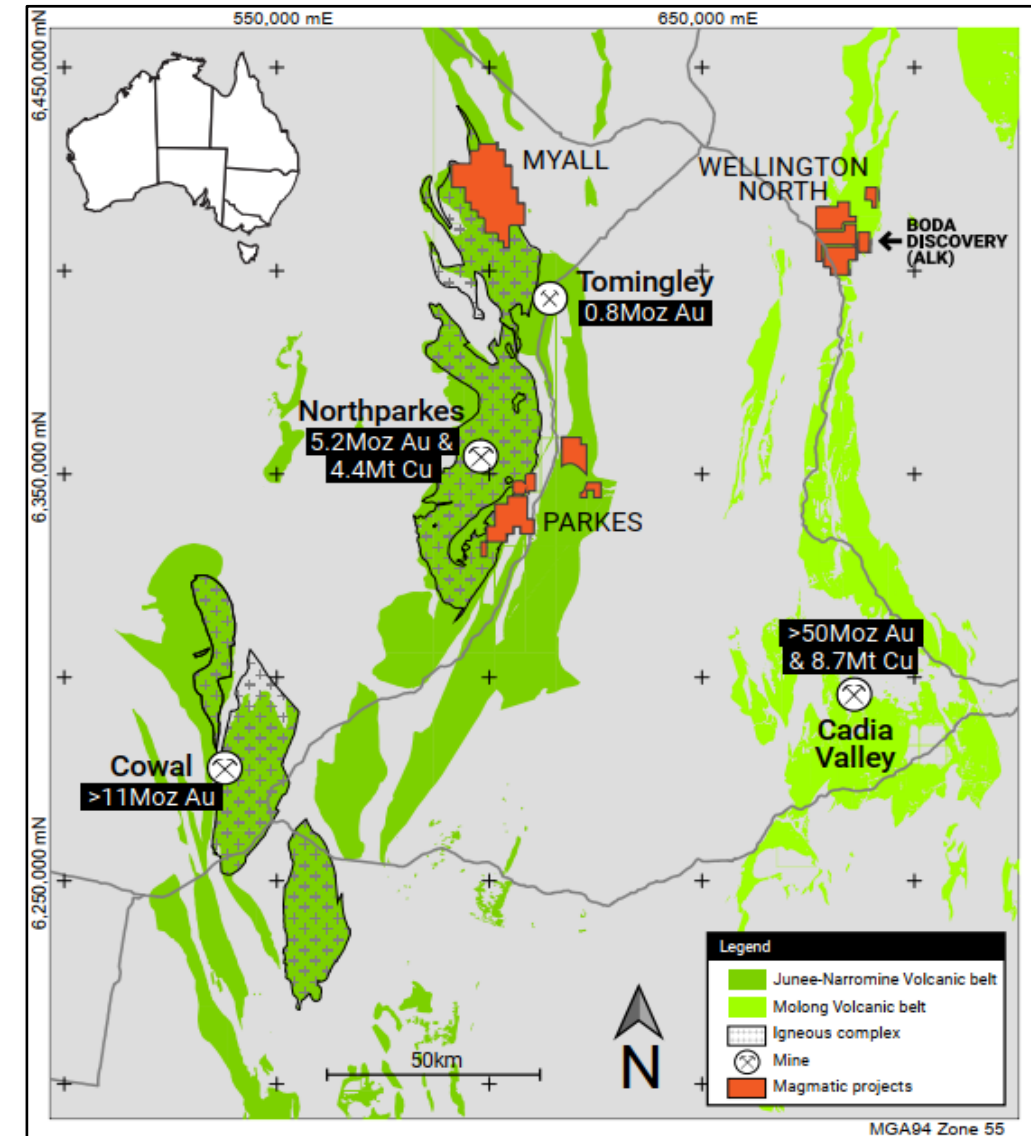 550,000 mE
650,000 mE
6,450,000 mN
6,350,000 mN
6,250,000 mN
MYALL
WELLINGTON
NORTH
BODA
DISCOVERY
(ALK)
Tomingley
0.8Moz Au
Northparkes
5.2Moz Au &
4.4Mt Cu
PARKES
>50Moz Au
& 8.7Mt Cu
Cadia
Valley
Cowal
>11Moz Au
50km
N
Legend
Junee-Narromine Volcanic belt
Molong Volcanic belt
Igneous complex
Mine
Magmatic projects
MGA94 Zone 55